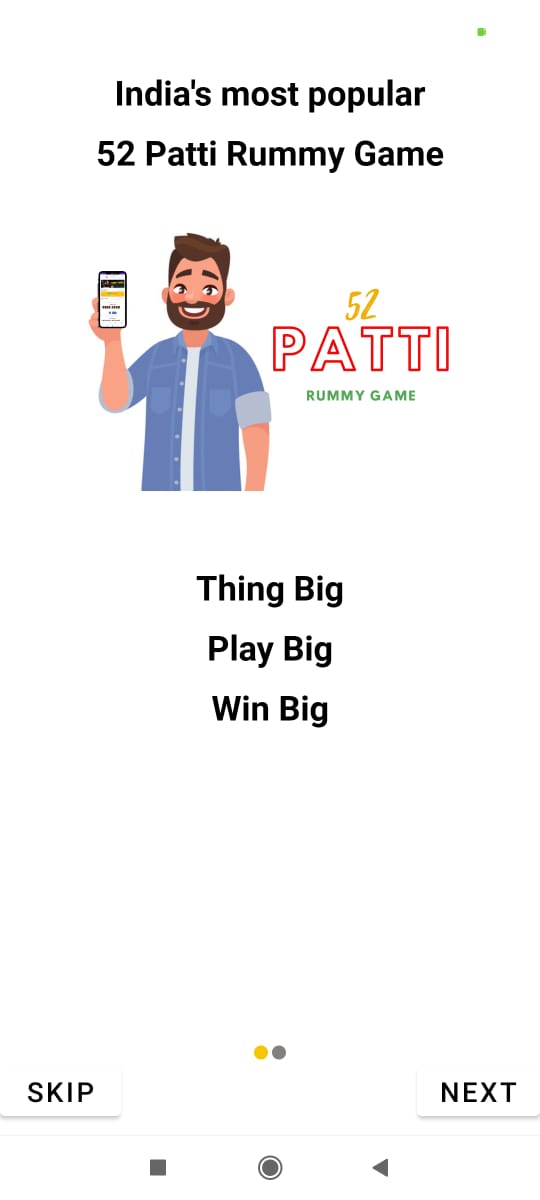 India's most popular
52 Patti Rummy Game
52
PATTI
RUMMY GAME
Thing Big
Play Big
Win Big
SKIP
NEXT